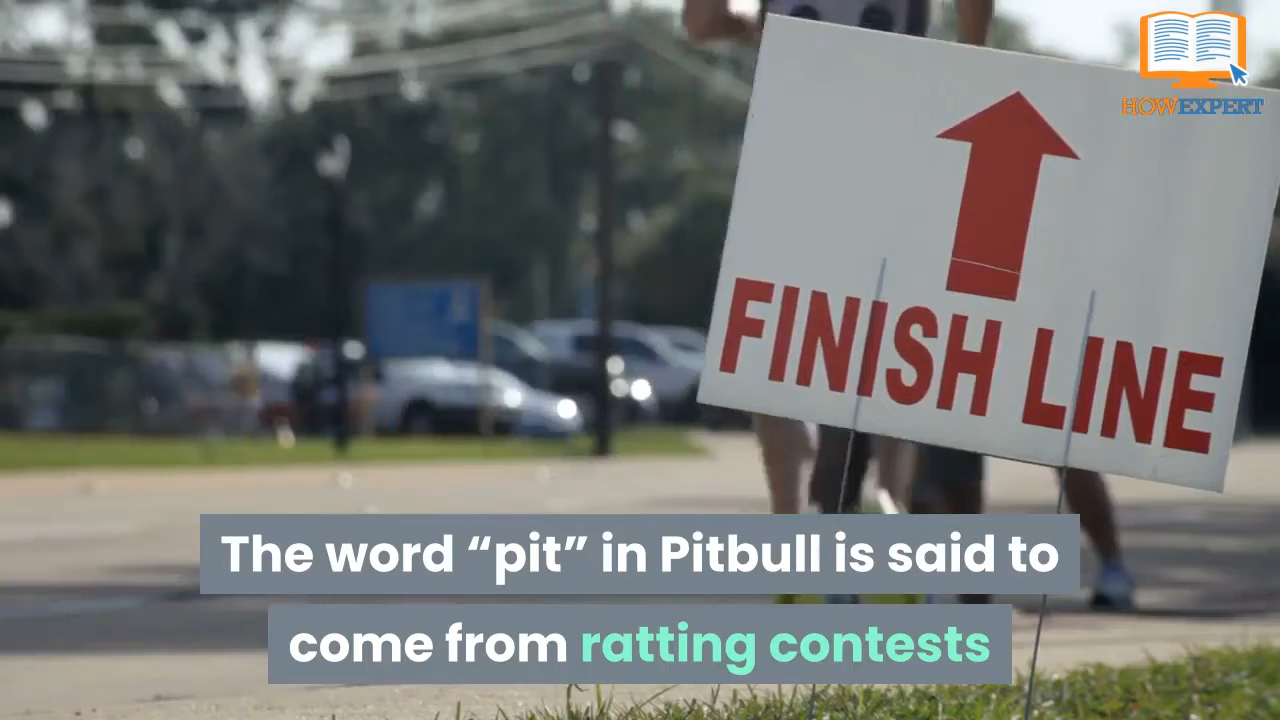 HOWEXPERT
FINISH LINE
The word “pit” in Pitbull is said to
come from ratting contests